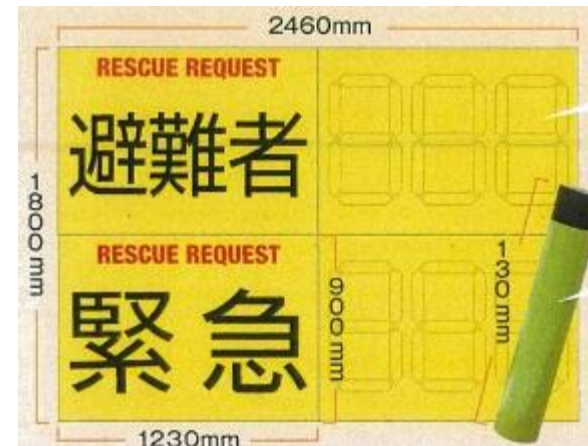 2460mm
RESCUE REQUEST
避難者
1800mm
RESCUE REQUEST
緊急
900mm
130mm
1230mm